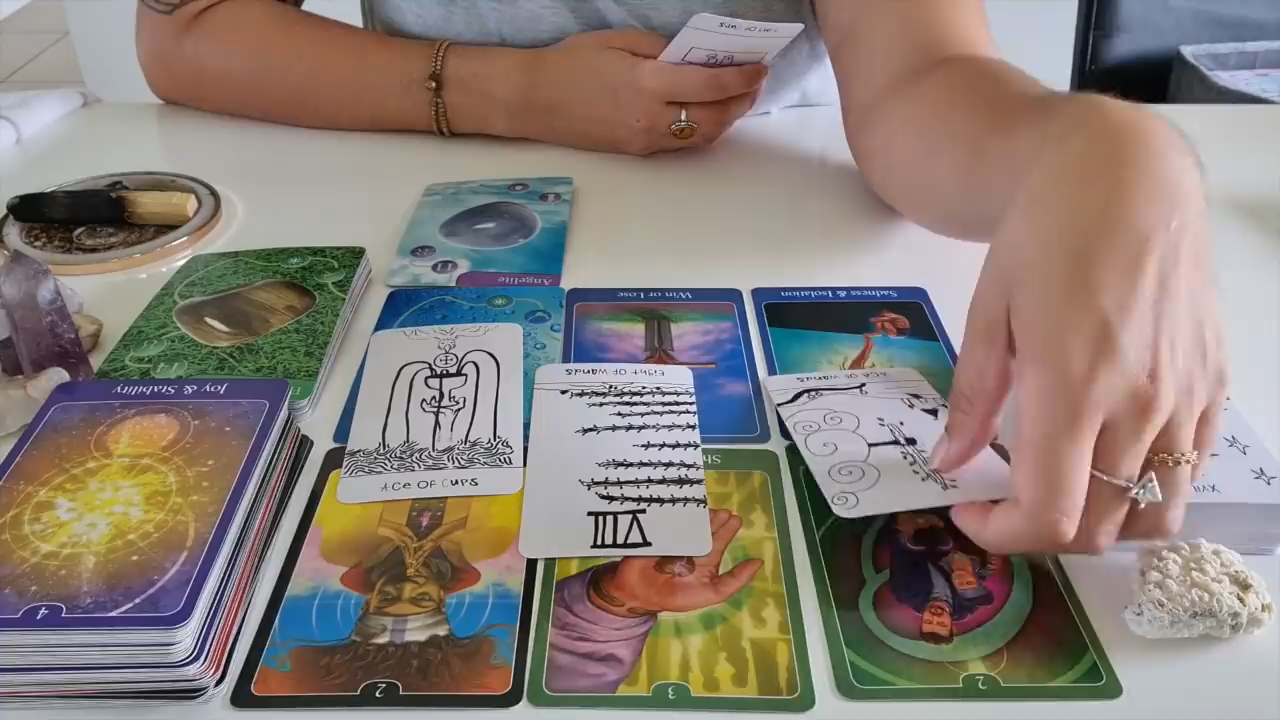 Angelite
Win or Lose
Sadness & Isolation
EiGHT OF WANDS
ACE OF WANDS
Joy & Stability
ACE OF CUPS
VIII
4
2
3
2